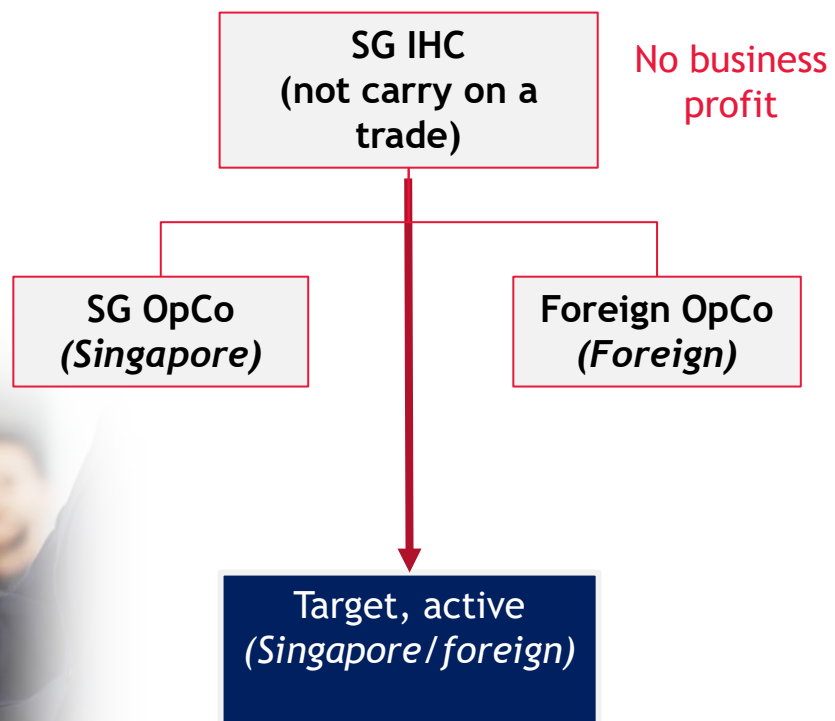 SG IHC
(not carry on a
trade)
No business
profit
SG OpCo
(Singapore)
Foreign OpCo
(Foreign)
Target, active
(Singapore/foreign)